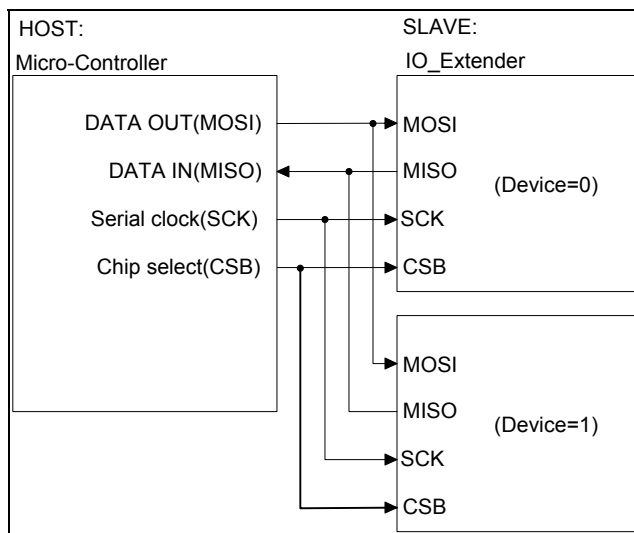 HOST:
Micro-Controller
DATA OUT(MOSI)
DATA IN(MISO)
Serial clock(SCK)
Chip select(CSB)
SLAVE:
IO_Extender
MOSI
MISO
(Device=0)
SCK
CSB
MOSI
MISO
(Device=1)
SCK
CSB